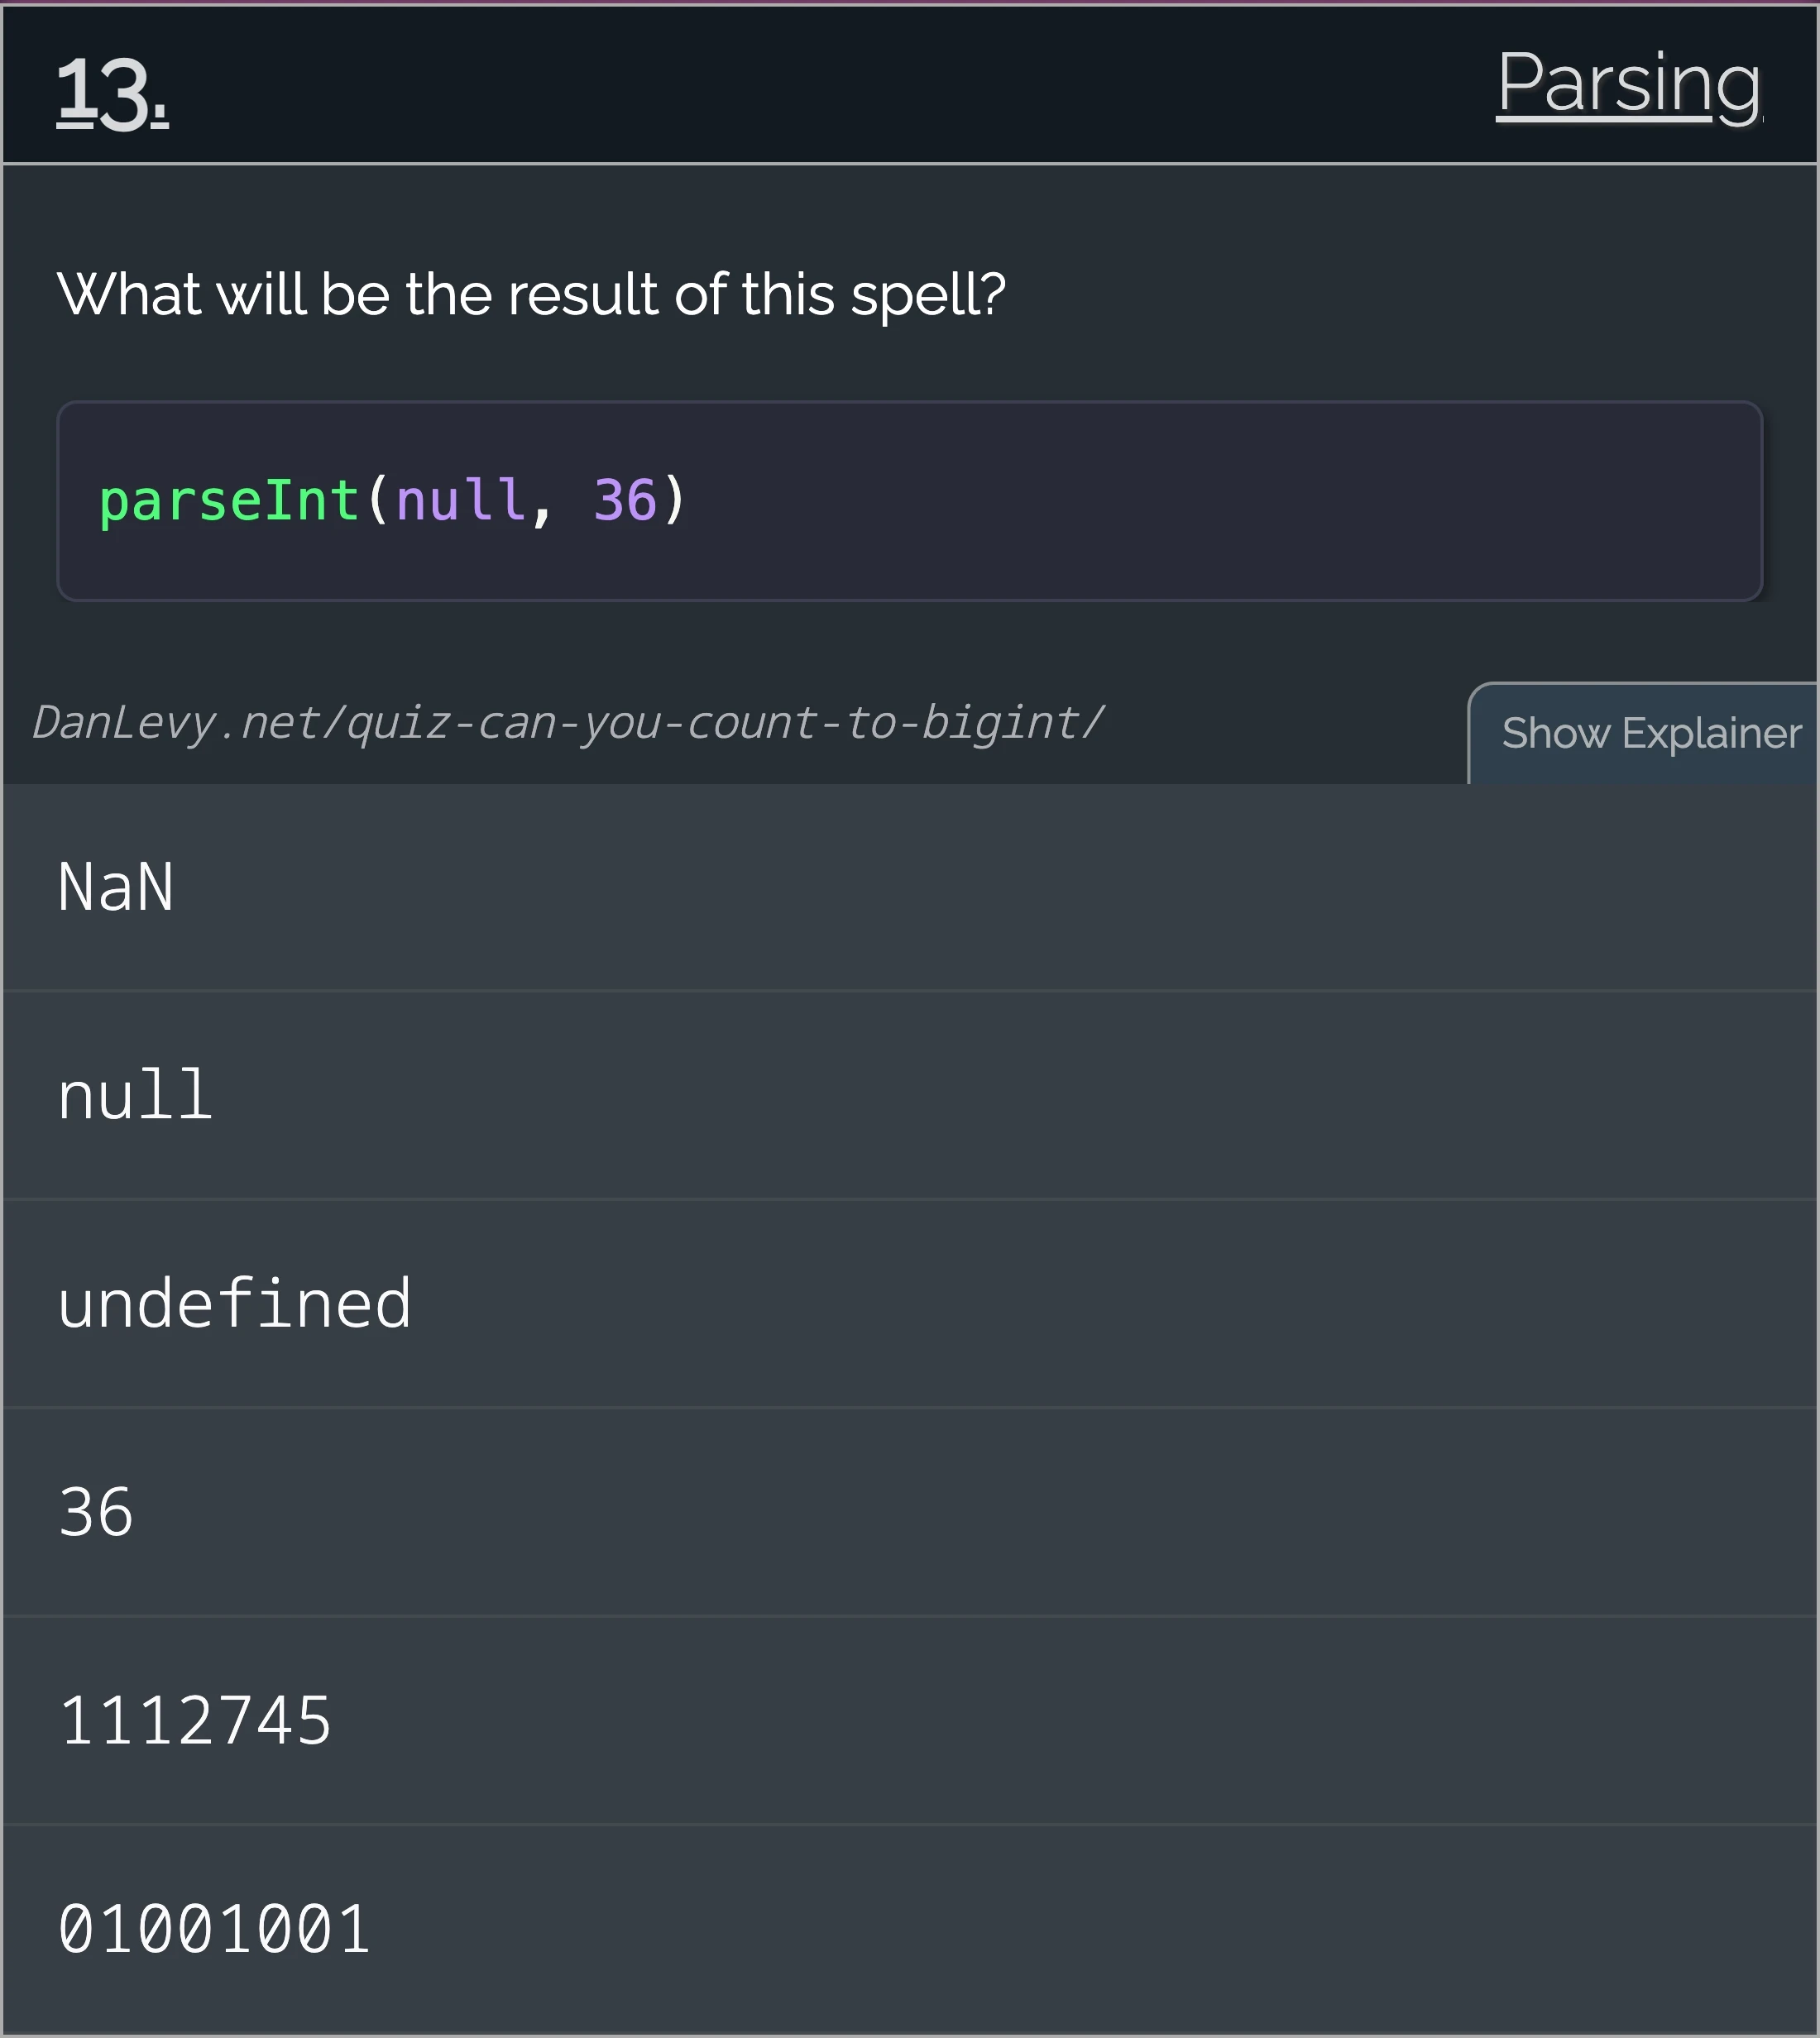 13.
Parsing
What will be the result of this spell?
parseInt(null, 36)
DanLevy.net/quiz-can-you-count-to-bigint/
Show Explainer
NaN
null
undefined
36
1112745
01001001